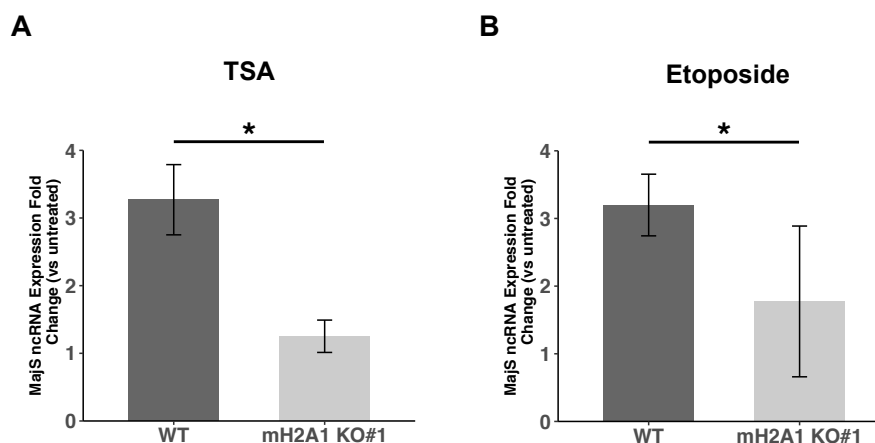 A
TSA
*
MajS ncRNA Expression Fold
Change (vs untreated)
4
3
2
1
0
WT mH2A1 KO#1
B
Etoposide
*
MajS ncRNA Expression Fold
Change (vs untreated)
4
3
2
1
0
WT mH2A1 KO#1